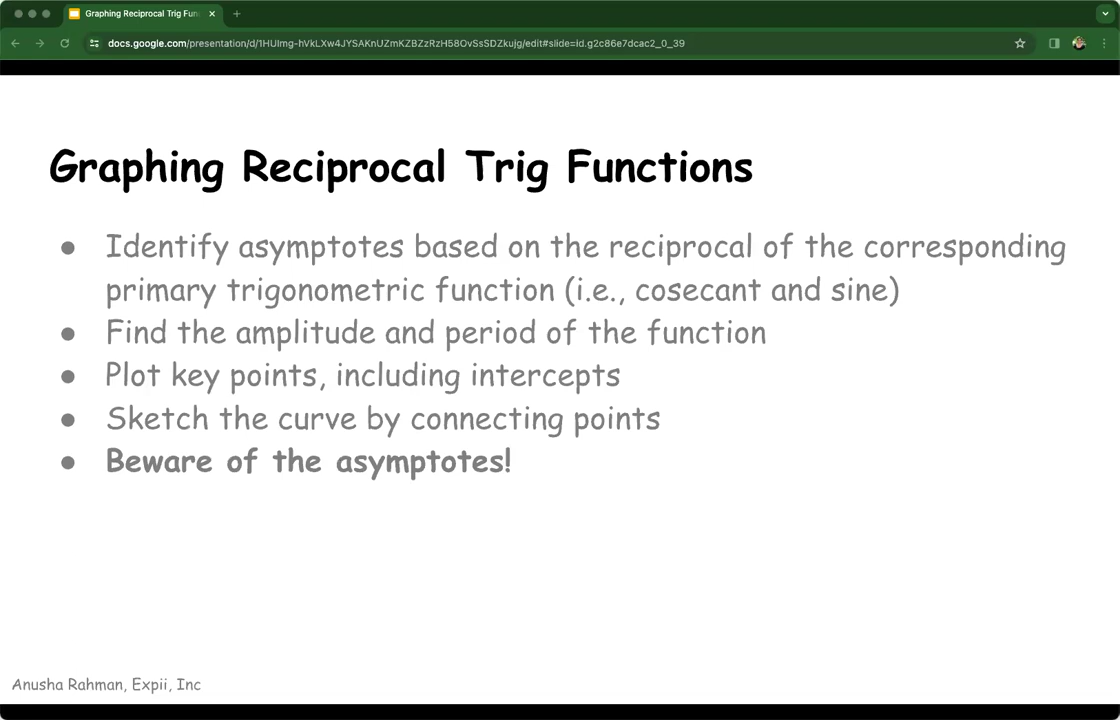 Graphing Reciprocal Trig Fun
docs.google.com/presentation/d/1HUImg-hVkLXw4JYSAKnUZmKZBZzRzH58OvSsSDZkujg/edit#slide=id.g2c86e7dcac2_0_39
Graphing Reciprocal Trig Functions
● Identify asymptotes based on the reciprocal of the corresponding
primary trigonometric function (i.e., cosecant and sine)
● Find the amplitude and period of the function
● Plot key points, including intercepts
● Sketch the curve by connecting points
● Beware of the asymptotes!
Anusha Rahman, Expii, Inc